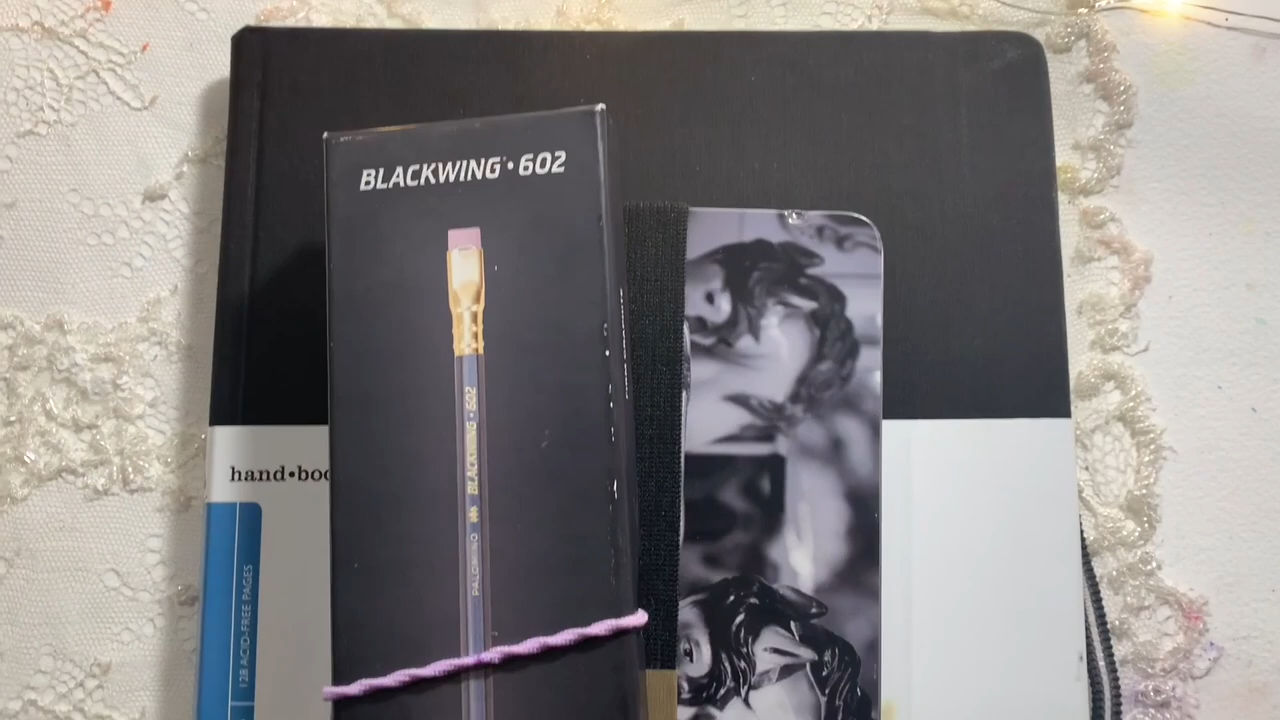 BLACKWING • 602
PALOMINO BLACKWING • 602
hand•boo
128 ACID-FREE PAGES